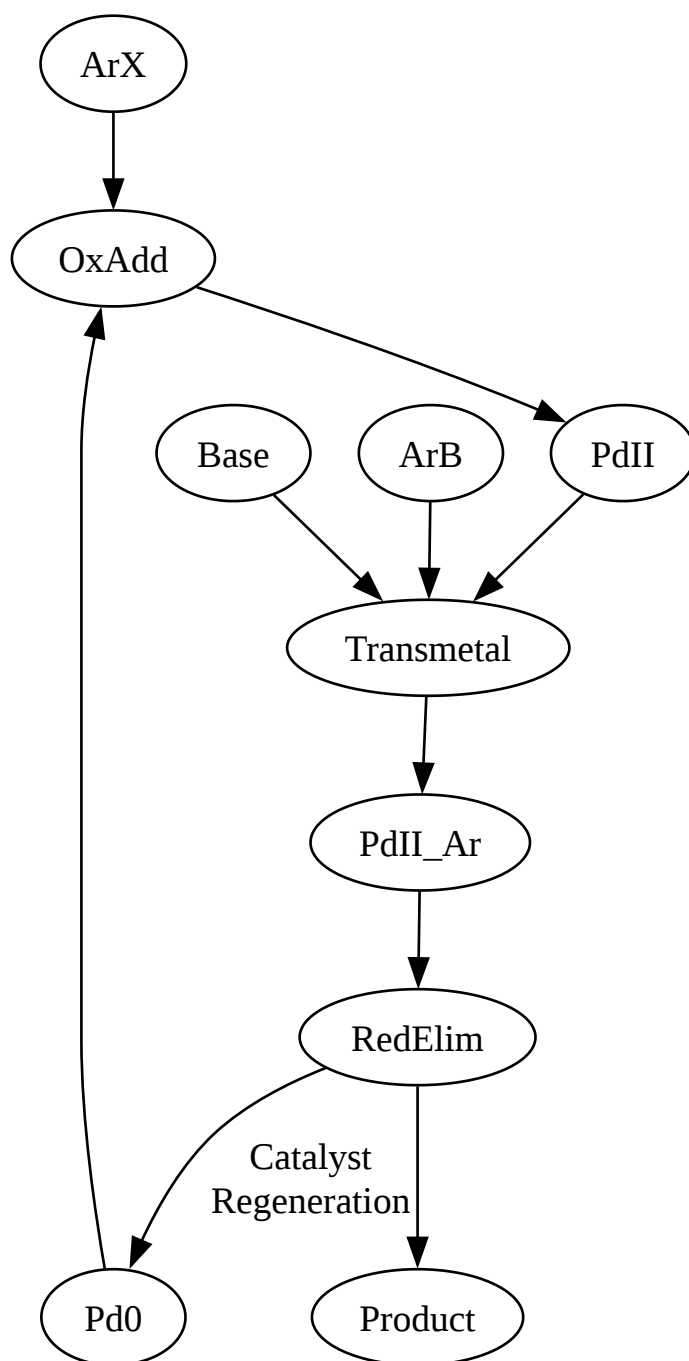 ArX
OxAdd
Base
ArB
PdII
Transmetal
PdII_Ar
RedElim
Catalyst
Regeneration
Pd0
Product